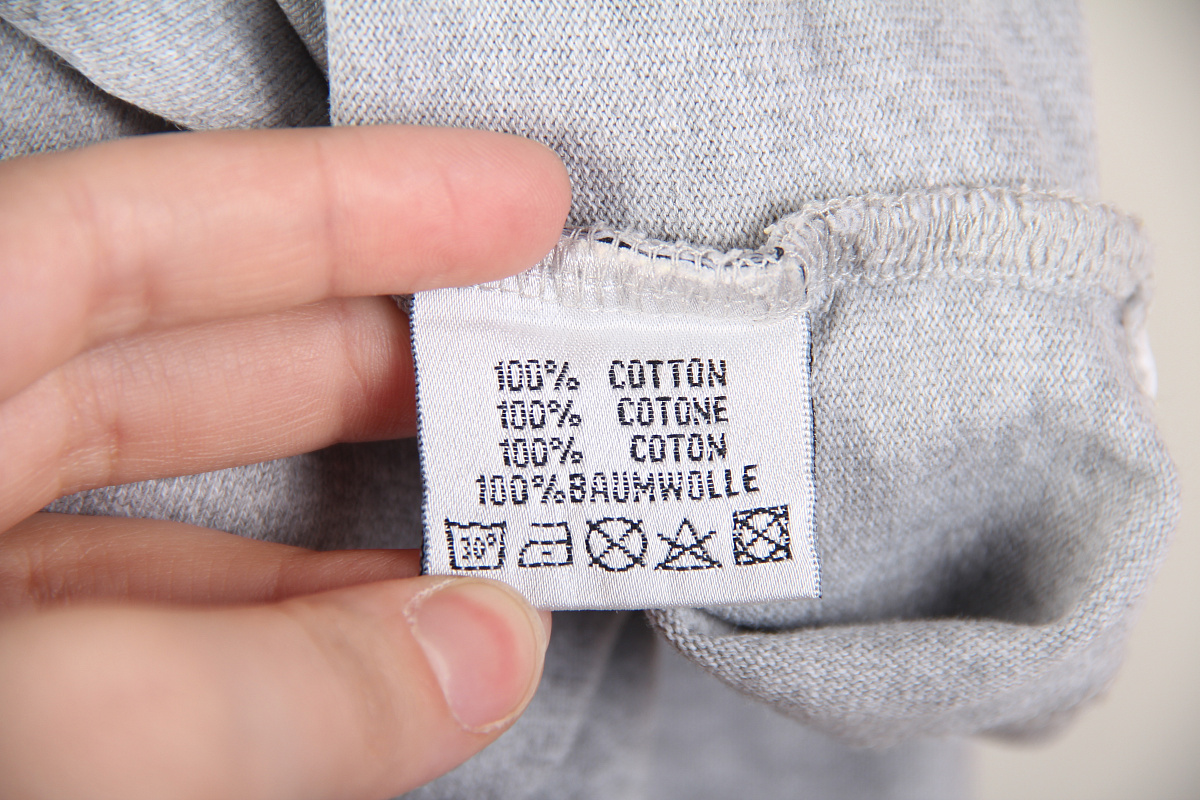 100% COTTON
100% COTONE
100% COTON
100%BAUMWOLLE
30°